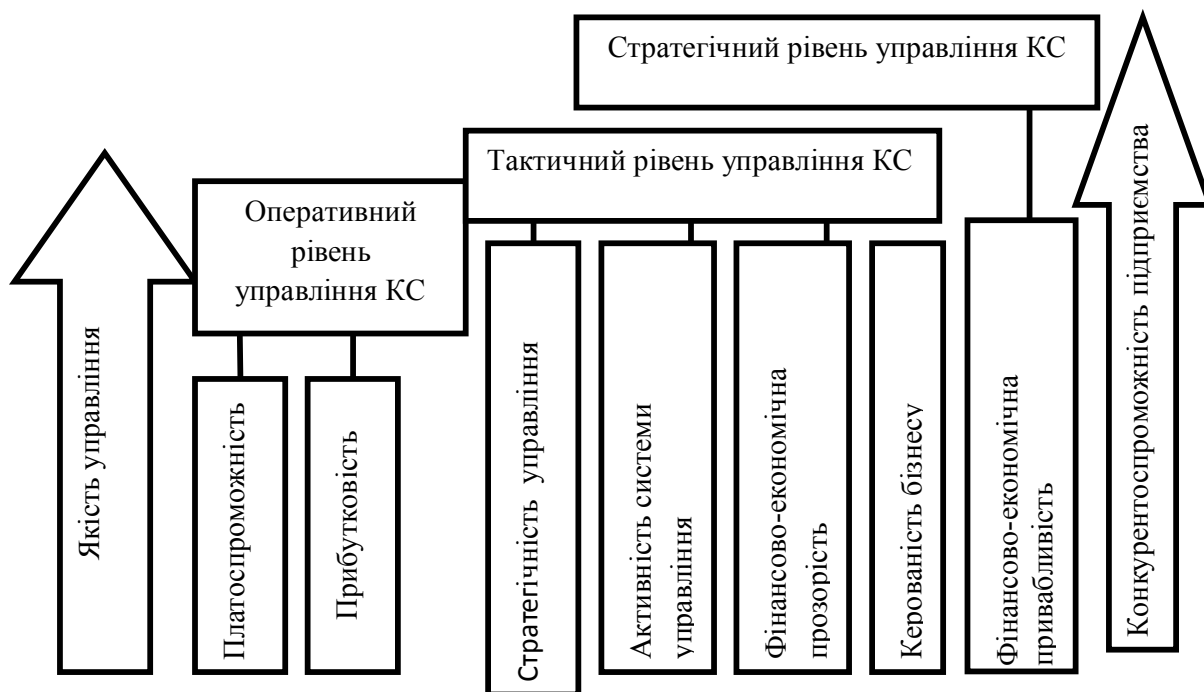 Стратегічний рівень управління КС
Тактичний рівень управління КС
Оперативний
рівень
управління КС
Якість управління
Платоспроможність
Прибутковість
Стратегічність управління
Активність системи
управління
Фінансово-економічна
прозорість
Керованість бізнесу
Фінансово-економічна
привабливість
Конкурентоспроможність підприємства